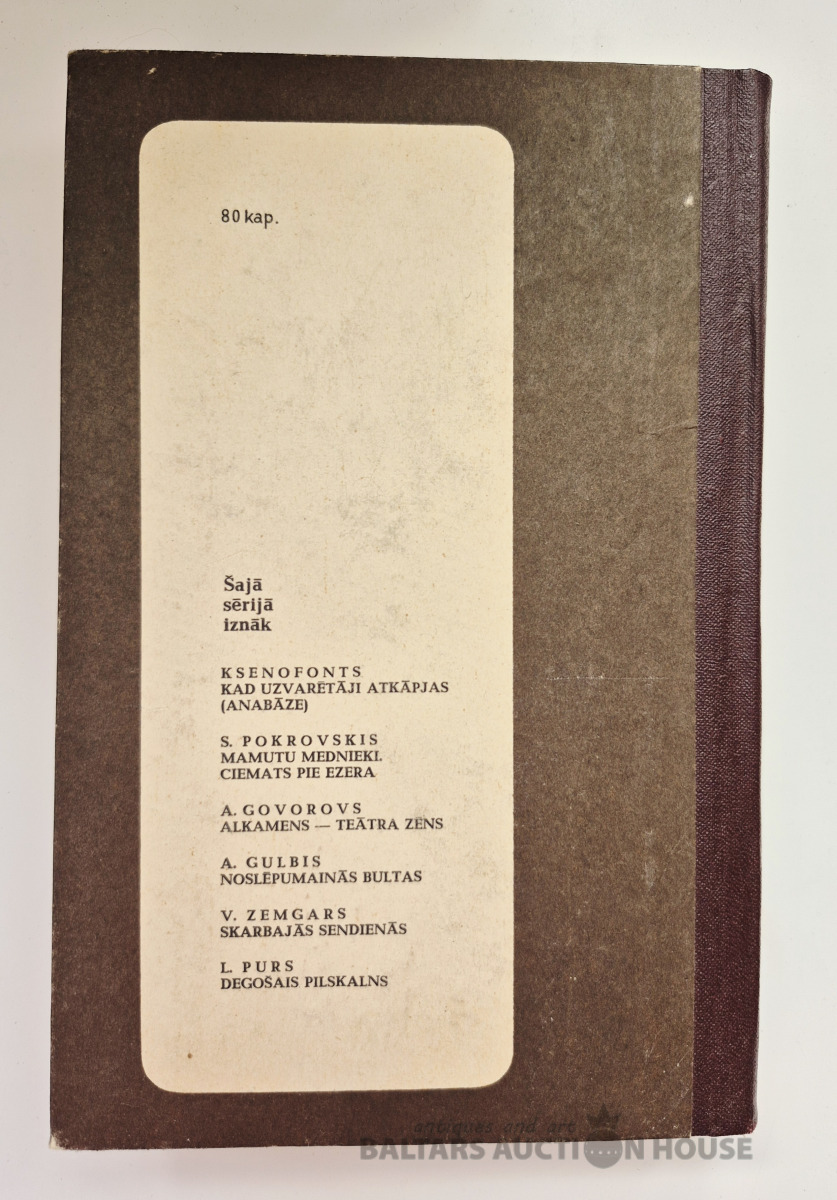 80 kap.
Šajā
sērijā
iznāk
KSENOFONTS
KAD UZVARĒTĀJI ATKĀPJAS
(ANABĀZE)
S. POKROVSKIS
MAMUTU MEDNIEKI.
CIEMATS PIE EZERA
A. GOVOROVS
ALKAMENS — TEĀTRA ZĒNS
A. GULBIS
NOSLĒPUMAINĀS BULTAS
V. ZEMGARS
SKARBAJĀS SENDIENĀS
L. PURS
DEGOŠAIS PILSKALNS
antiques and art
BALTARS AUCTION HOUSE